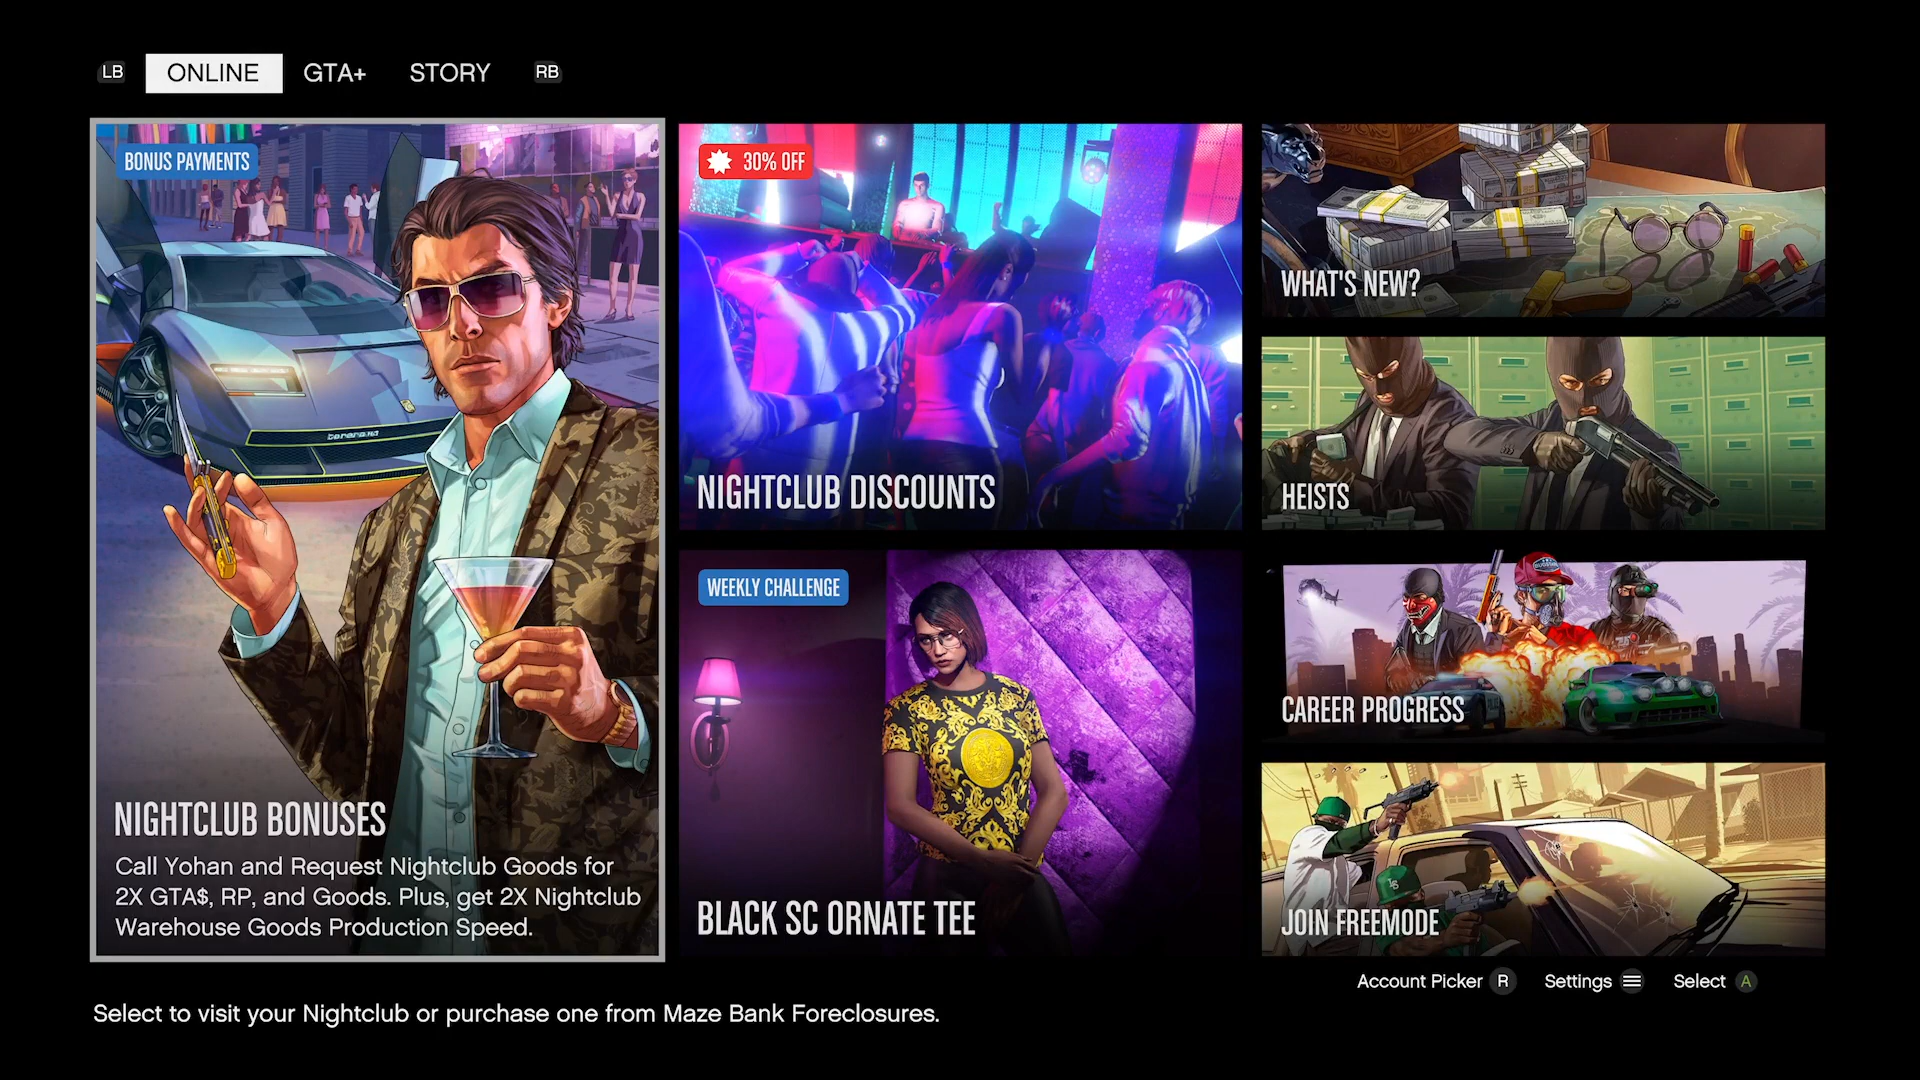 LB
ONLINE
GTA+
STORY
RB
BONUS PAYMENTS
NIGHTCLUB BONUSES
Call Yohan and Request Nightclub Goods for
2X GTA$, RP, and Goods. Plus, get 2X Nightclub
Warehouse Goods Production Speed.
30% OFF
NIGHTCLUB DISCOUNTS
WEEKLY CHALLENGE
BLACK SC ORNATE TEE
WHAT'S NEW?
HEISTS
CAREER PROGRESS
JOIN FREEMODE
Account Picker R
Settings
Select A
Select to visit your Nightclub or purchase one from Maze Bank Foreclosures.